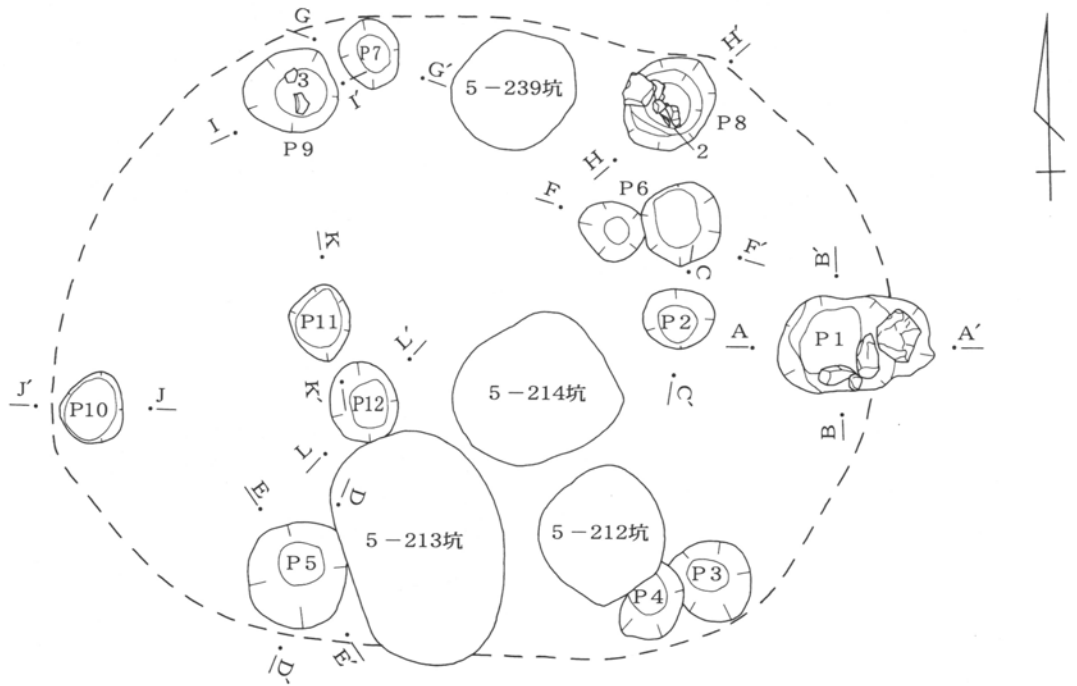 G
P7
G′
H′
3
I′
5－239坑
I
P9
P8
2
H
P6
F
F′
K
C
B′
P11
P2
A
P1
A′
L′
J′
P10
J
K′
P12
5－214坑
C′
B
L
E
D
5－213坑
5－212坑
P5
P3
P4
E′
D′